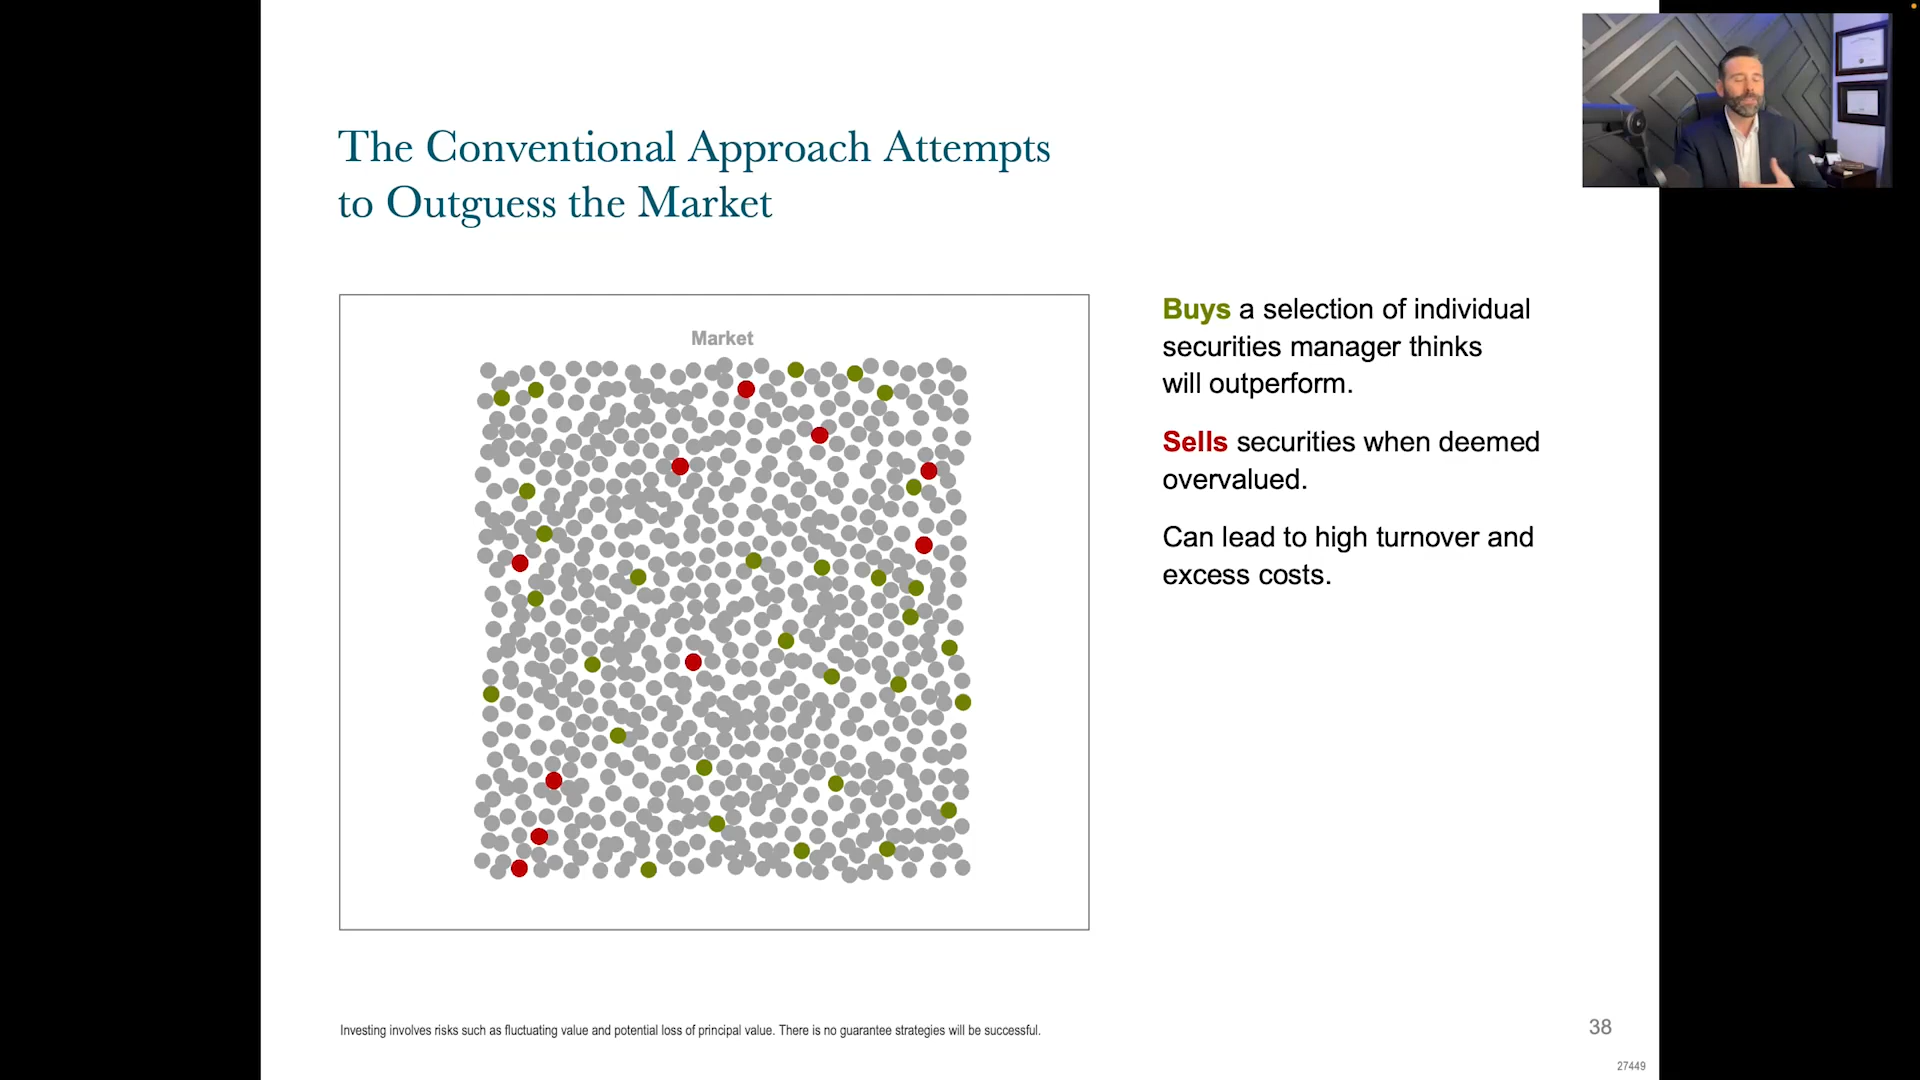 The Conventional Approach Attempts
to Outguess the Market
Market
Buys a selection of individual
securities manager thinks
will outperform.
Sells securities when deemed
overvalued.
Can lead to high turnover and
excess costs.
Investing involves risks such as fluctuating value and potential loss of principal value. There is no guarantee strategies will be successful.
38
27449